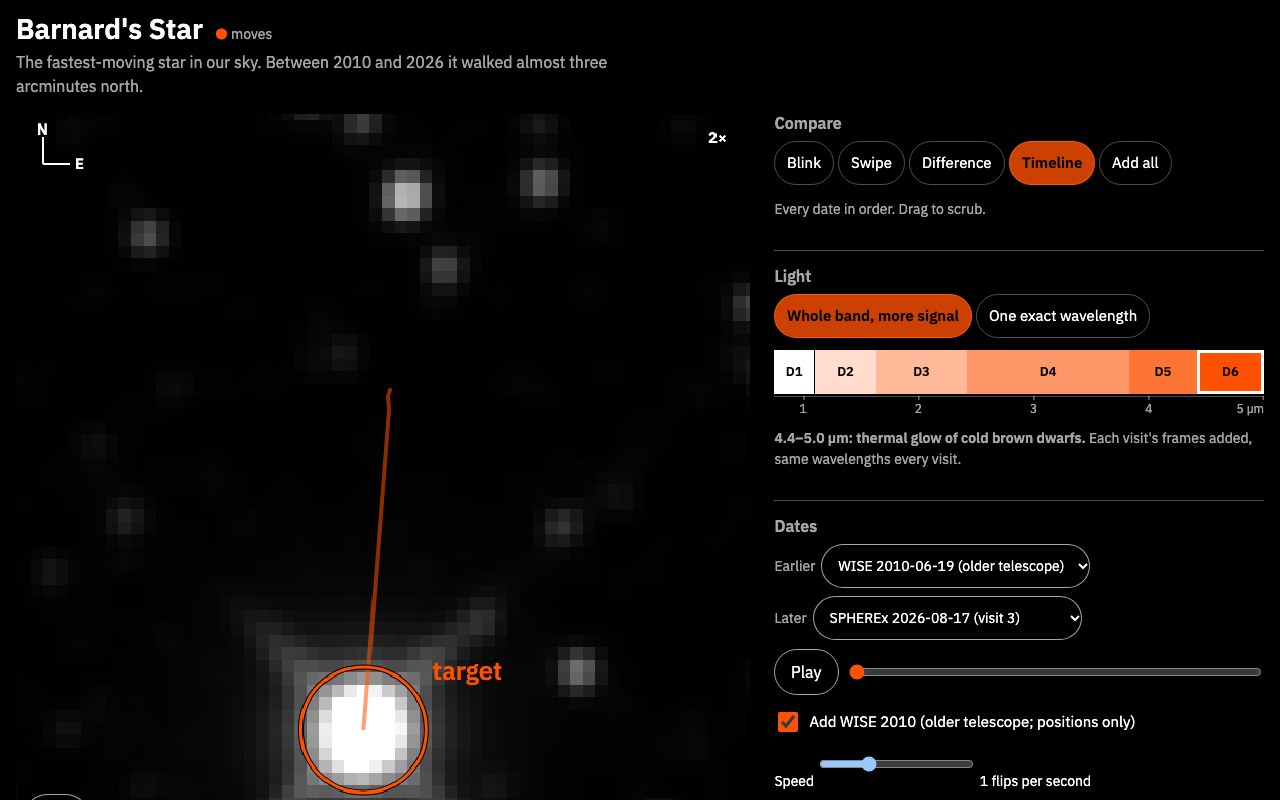 Barnard's Star moves
The fastest-moving star in our sky. Between 2010 and 2026 it walked almost three
arcminutes north.
N
E
2×
target
Compare
Blink Swipe Difference Timeline Add all
Every date in order. Drag to scrub.
Light
Whole band, more signal One exact wavelength
D1 D2 D3 D4 D5 D6
1 2 3 4 5 µm
4.4–5.0 µm: thermal glow of cold brown dwarfs. Each visit's frames added,
same wavelengths every visit.
Dates
Earlier WISE 2010-06-19 (older telescope)
Later SPHEREx 2026-08-17 (visit 3)
Play
Add WISE 2010 (older telescope; positions only)
Speed 1 flips per second